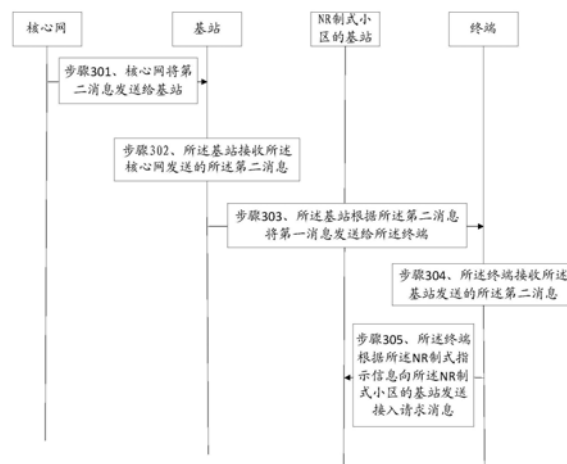 核心网
基站
NR制式小
区的基站
终端
步骤301、核心网将第
二消息发送给基站
步骤302、所述基站接收所述
核心网发送的所述第二消息
步骤303、所述基站根据所述第二消息
将第一消息发送给所述终端
步骤304、所述终端接收所述
基站发送的所述第二消息
步骤305、所述终端
根据所述NR制式指
示信息向所述NR制
式小区的基站发送
接入请求消息